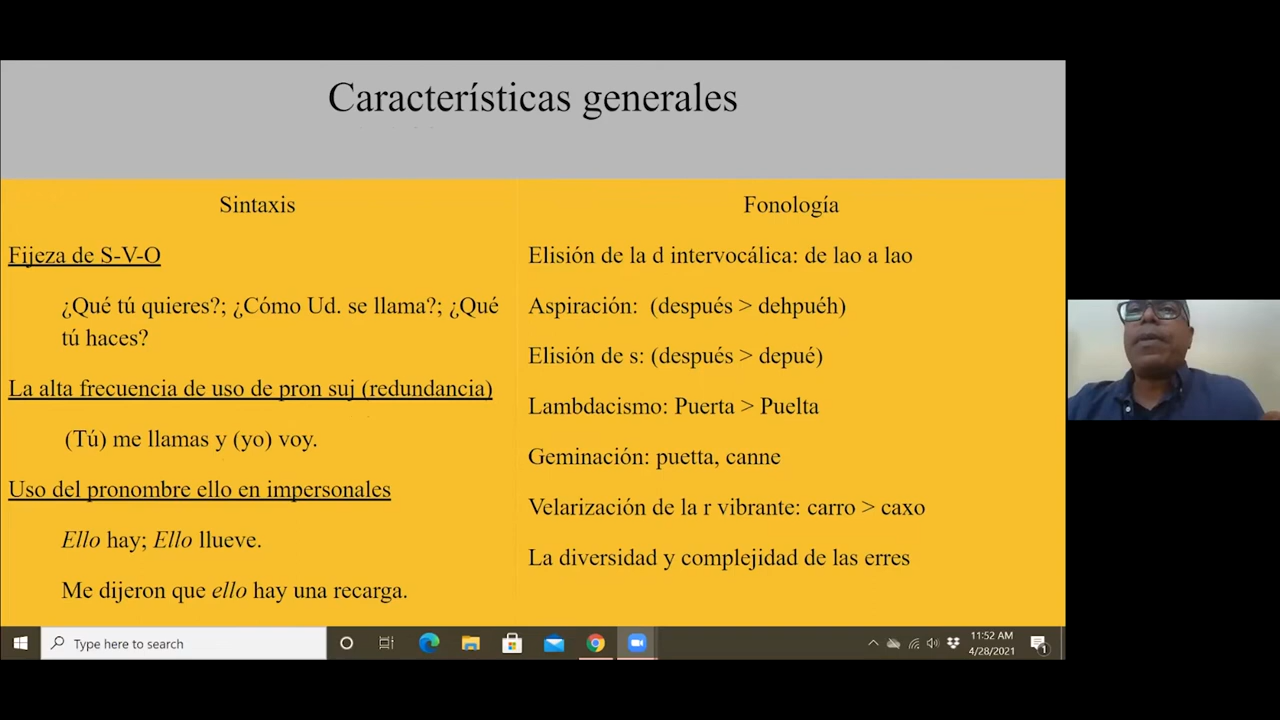 Características generales
Sintaxis
Fijeza de S-V-O
¿Qué tú quieres?; ¿Cómo Ud. se llama?; ¿Qué
tú haces?
La alta frecuencia de uso de pron suj (redundancia)
(Tú) me llamas y (yo) voy.
Uso del pronombre ello en impersonales
Ello hay; Ello llueve.
Me dijeron que ello hay una recarga.
Fonología
Elisión de la d intervocálica: de lao a lao
Aspiración: (después > dehpuéh)
Elisión de s: (después > depué)
Lambdacismo: Puerta > Puelta
Geminación: puetta, canne
Velarización de la r vibrante: carro > caxo
La diversidad y complejidad de las erres
Type here to search
11:52 AM
4/28/2021
1